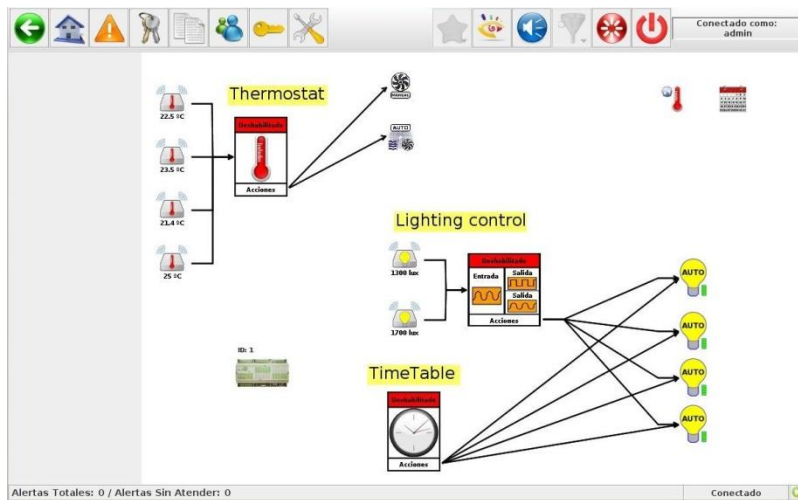 Conectado como:
admin
Thermostat
22.5 ºC
23.5 ºC
21.4 ºC
25 ºC
Deshabilitado
Acciones
MANUAL
AUTO
Lighting control
1300 lux
1700 lux
Deshabilitado
Entrada
Salida
Salida
Acciones
AUTO
AUTO
AUTO
AUTO
ID: 1
TimeTable
Deshabilitado
Acciones
Alertas Totales: 0 / Alertas Sin Atender: 0
Conectado